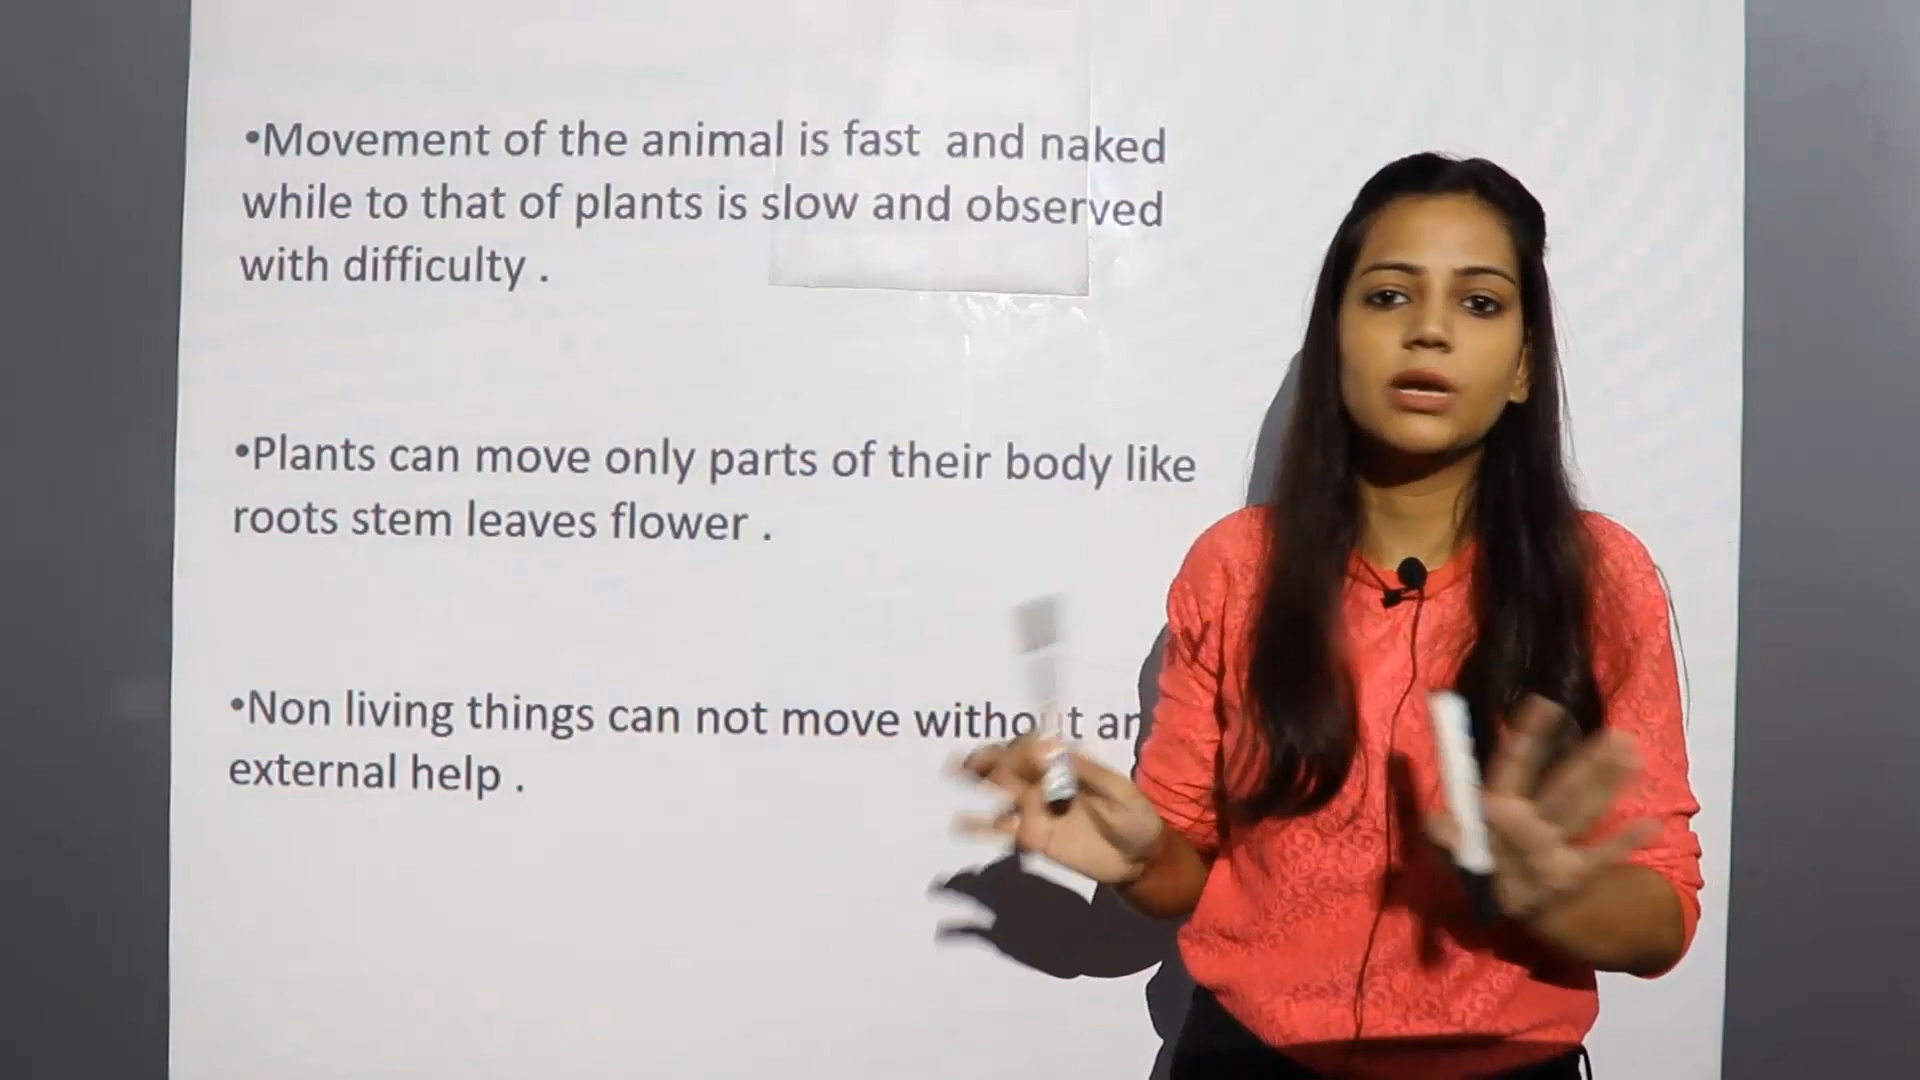 •Movement of the animal is fast and naked
while to that of plants is slow and observed
with difficulty .
•Plants can move only parts of their body like
roots stem leaves flower .
•Non living things can not move without an
external help .